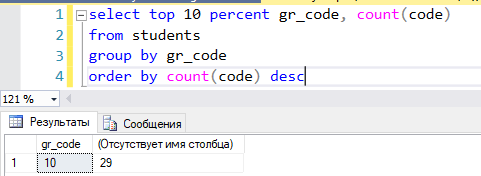 1 select top 10 percent gr_code, count(code)
2 from students
3 group by gr_code
4 order by count(code) desc
121 %
Результаты Сообщения
gr_code (Отсутствует имя столбца)
1 10 29